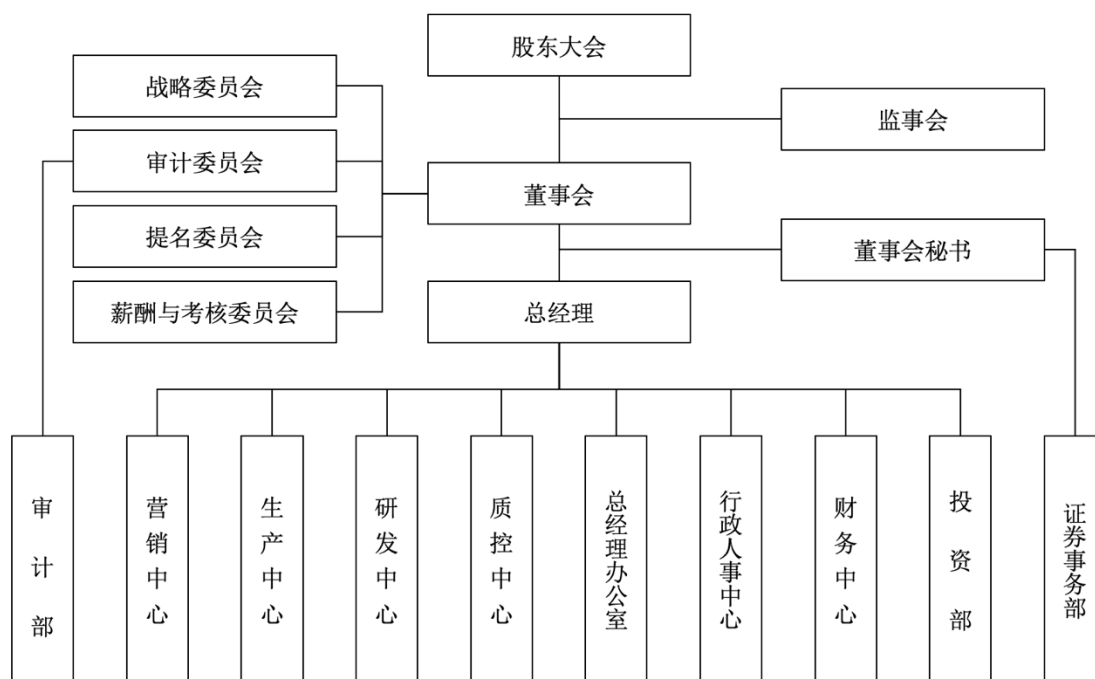 股东大会
战略委员会
监事会
审计委员会
董事会
提名委员会
董事会秘书
薪酬与考核委员会
总经理
审计部
营销中心
生产中心
研发中心
质控中心
总经理办公室
行政人事中心
财务中心
投资部
证券事务部